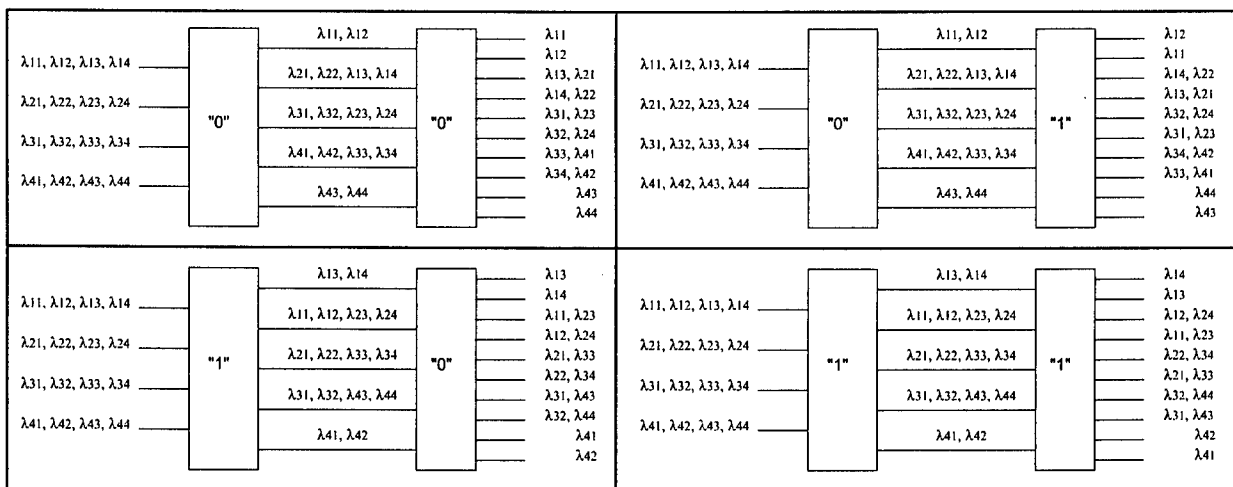 λ11, λ12
λ11
λ12
λ11, λ12, λ13, λ14
λ21, λ22, λ13, λ14
λ13, λ21
λ14, λ22
λ21, λ22, λ23, λ24
"0"
λ31, λ32, λ23, λ24
"0"
λ31, λ23
λ32, λ24
λ31, λ32, λ33, λ34
λ41, λ42, λ33, λ34
λ33, λ41
λ34, λ42
λ41, λ42, λ43, λ44
λ43, λ44
λ43
λ44
λ11, λ12
λ12
λ11
λ11, λ12, λ13, λ14
λ21, λ22, λ13, λ14
λ14, λ22
λ13, λ21
λ21, λ22, λ23, λ24
"0"
λ31, λ32, λ23, λ24
"1"
λ32, λ24
λ31, λ23
λ31, λ32, λ33, λ34
λ41, λ42, λ33, λ34
λ34, λ42
λ33, λ41
λ41, λ42, λ43, λ44
λ43, λ44
λ44
λ43
λ13, λ14
λ13
λ14
λ11, λ12, λ13, λ14
λ11, λ12, λ23, λ24
λ11, λ23
λ12, λ24
λ21, λ22, λ23, λ24
"1"
λ21, λ22, λ33, λ34
"0"
λ21, λ33
λ22, λ34
λ31, λ32, λ33, λ34
λ31, λ32, λ43, λ44
λ31, λ43
λ32, λ44
λ41, λ42, λ43, λ44
λ41, λ42
λ41
λ42
λ13, λ14
λ14
λ13
λ11, λ12, λ13, λ14
λ11, λ12, λ23, λ24
λ12, λ24
λ11, λ23
λ21, λ22, λ23, λ24
"1"
λ21, λ22, λ33, λ34
"1"
λ22, λ34
λ21, λ33
λ31, λ32, λ33, λ34
λ31, λ32, λ43, λ44
λ32, λ44
λ31, λ43
λ41, λ42, λ43, λ44
λ41, λ42
λ42
λ41